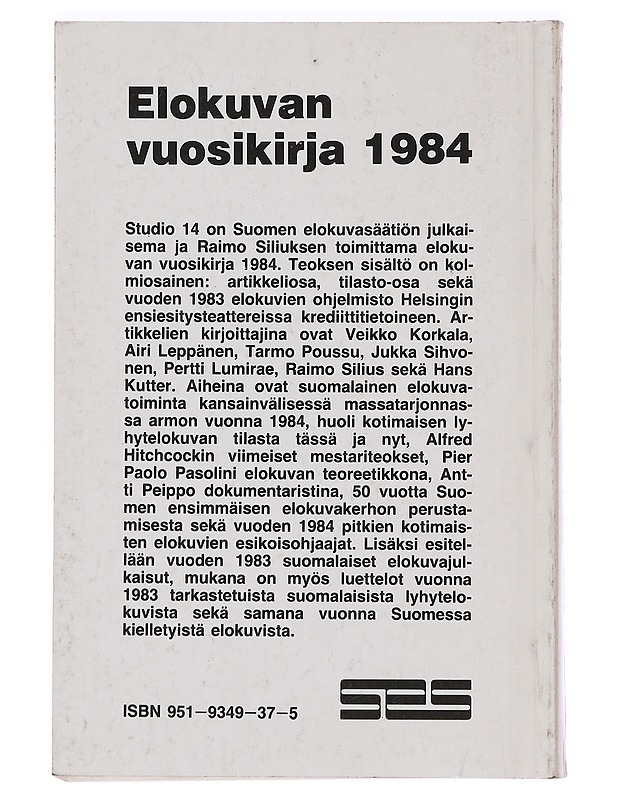 Elokuvan
vuosikirja 1984
Studio 14 on Suomen elokuvasäätiön julkai-
sema ja Raimo Siliuksen toimittama eloku-
van vuosikirja 1984. Teoksen sisältö on kol-
miosainen: artikkeliosa, tilasto-osa sekä
vuoden 1983 elokuvien ohjelmisto Helsingin
ensiesitysteattereissa krediittitietoineen. Ar-
tikkelien kirjoittajina ovat Veikko Korkala,
Airi Leppänen, Tarmo Poussu, Jukka Sihvo-
nen, Pertti Lumirae, Raimo Silius sekä Hans
Kutter. Aiheina ovat suomalainen elokuva-
toiminta kansainvälisessä massatarjonnas-
sa armon vuonna 1984, huoli kotimaisen ly-
hytelokuvan tilasta tässä ja nyt, Alfred
Hitchcockin viimeiset mestariteokset, Pier
Paolo Pasolini elokuvan teoreetikkona, Ant-
ti Peippo dokumentaristina, 50 vuotta Suo-
men ensimmäisen elokuvakerhon perusta-
misesta sekä vuoden 1984 pitkien kotimais-
ten elokuvien esikoisohjaajat. Lisäksi esitel-
lään vuoden 1983 suomalaiset elokuvajul-
kaisut, mukana on myös luettelot vuonna
1983 tarkastetuista suomalaisista lyhytelo-
kuvista sekä samana vuonna Suomessa
kielletyistä elokuvista.
ISBN 951–9349–37–5
SES